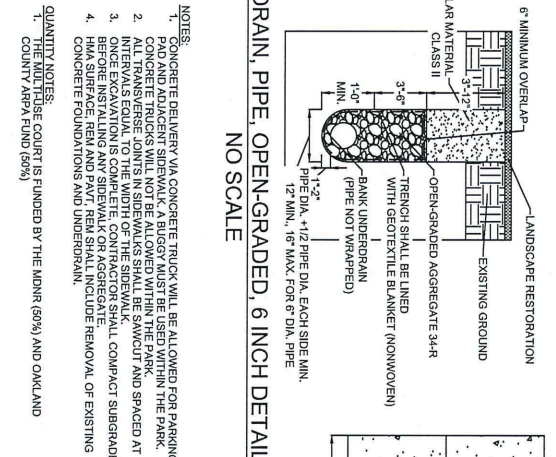 6" MINIMUM OVERLAP
LANDSCAPE RESTORATION
EXISTING GROUND
LAR MATERIAL
CLASS II
3"-12"
3"-6"
1'-0"
MIN.
OPEN-GRADED AGGREGATE 34-R
TRENCH SHALL BE LINED
WITH GEOTEXTILE BLANKET (NONWOVEN)
BANK UNDERDRAIN
(PIPE NOT WRAPPED)
1"-2"
PIPE DIA. +1/2 PIPE DIA. EACH SIDE MIN.
12" MIN., 16" MAX. FOR 6" DIA. PIPE
DRAIN, PIPE, OPEN-GRADED, 6 INCH DETAIL
NO SCALE
NOTES:
1. CONCRETE DELIVERY VIA CONCRETE TRUCK WILL BE ALLOWED FOR PARKING
PAD AND ADJACENT SIDEWALK. A BUGGY MUST BE USED WITHIN THE PARK.
CONCRETE TRUCKS WILL NOT BE ALLOWED WITHIN THE PARK.
2. ALL TRANSVERSE JOINTS IN SIDEWALKS SHALL BE SAWCUT AND SPACED AT
INTERVALS EQUAL TO THE WIDTH OF THE SIDEWALK.
3. ONCE EXCAVATION IS COMPLETE, CONTRACTOR SHALL COMPACT SUBGRADE
BEFORE INSTALLING ANY SIDEWALK OR AGGREGATE.
4. HMA SURFACE, REM AND PAVT, REM SHALL INCLUDE REMOVAL OF EXISTING
CONCRETE FOUNDATIONS AND UNDERDRAIN.
QUANTITY NOTES:
1. THE MULTI-USE COURT IS FUNDED BY THE MDNR (50%) AND OAKLAND
COUNTY ARPA FUND (50%)